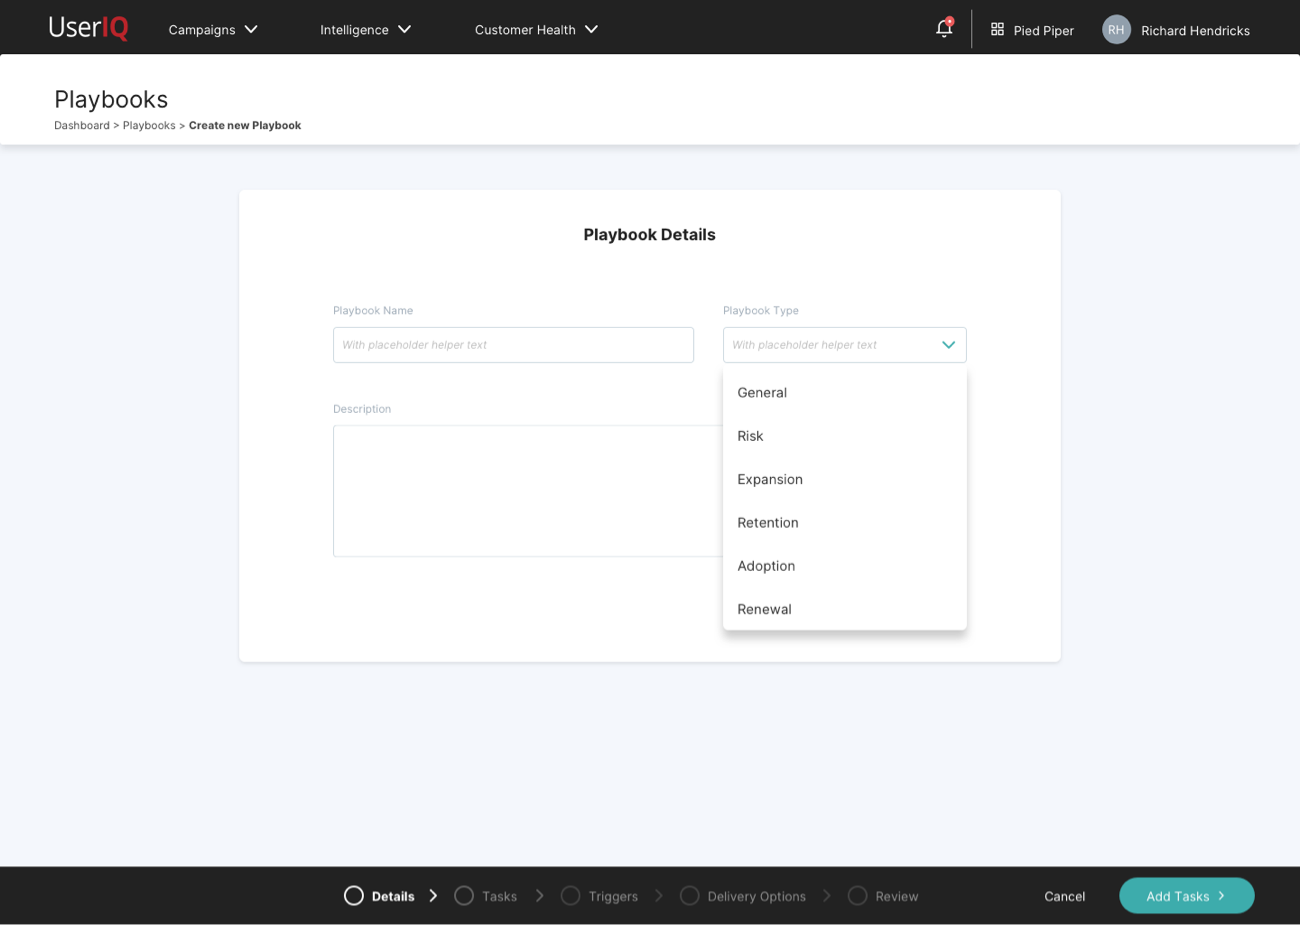 UserIQ Campaigns Intelligence Customer Health Pied Piper RH Richard Hendricks
Playbooks
Dashboard > Playbooks > Create new Playbook
Playbook Details
Playbook Name
Playbook Type
With placeholder helper text
With placeholder helper text
General
Description
Risk
Expansion
Retention
Adoption
Renewal
Details > Tasks > Triggers > Delivery Options > Review Cancel Add Tasks >